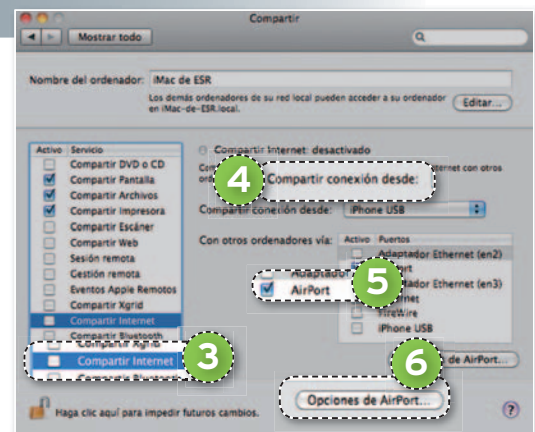 Compartir
Mostrar todo
Nombre del ordenador: iMac de ESR
Los demás ordenadores de su red local pueden acceder a su ordenador
en iMac-de-ESR.local.
Editar...
Activo Servicio
Compartir DVD o CD
Compartir Pantalla
Compartir Archivos
Compartir Impresora
Compartir Escáner
Compartir Web
Sesión remota
Gestión remota
Eventos Apple Remotos
Compartir Xgrid
Compartir Internet
Compartir Bluetooth
Compartir Internet
3
Compartir Internet: desactivado
ternet con otros
4
Compartir conexión desde:
Compartir conexión desde: iPhone USB
Con otros ordenadores vía:
Activo Puertos
Adaptador Ethernet (en2)
Adaptador Ethernet (en3)
AirPort
5
FireWire
iPhone USB
6
de AirPort...
Opciones de AirPort...
Haga clic aquí para impedir futuros cambios.
?